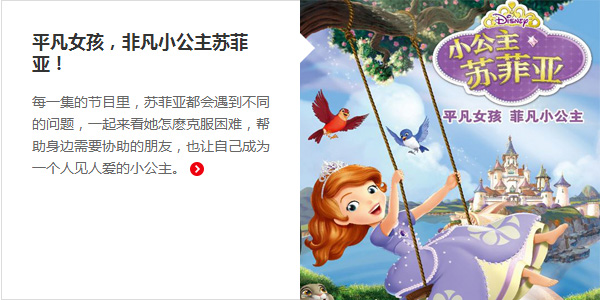 平凡女孩，非凡小公主苏菲
亚！
每一集的节目里，苏菲亚都会遇到不同
的问题，一起来看她怎麽克服困难，帮
助身边需要协助的朋友，也让自己成为
一个人见人爱的小公主。
DISNEY
小公主
苏菲亚
平凡女孩 非凡小公主